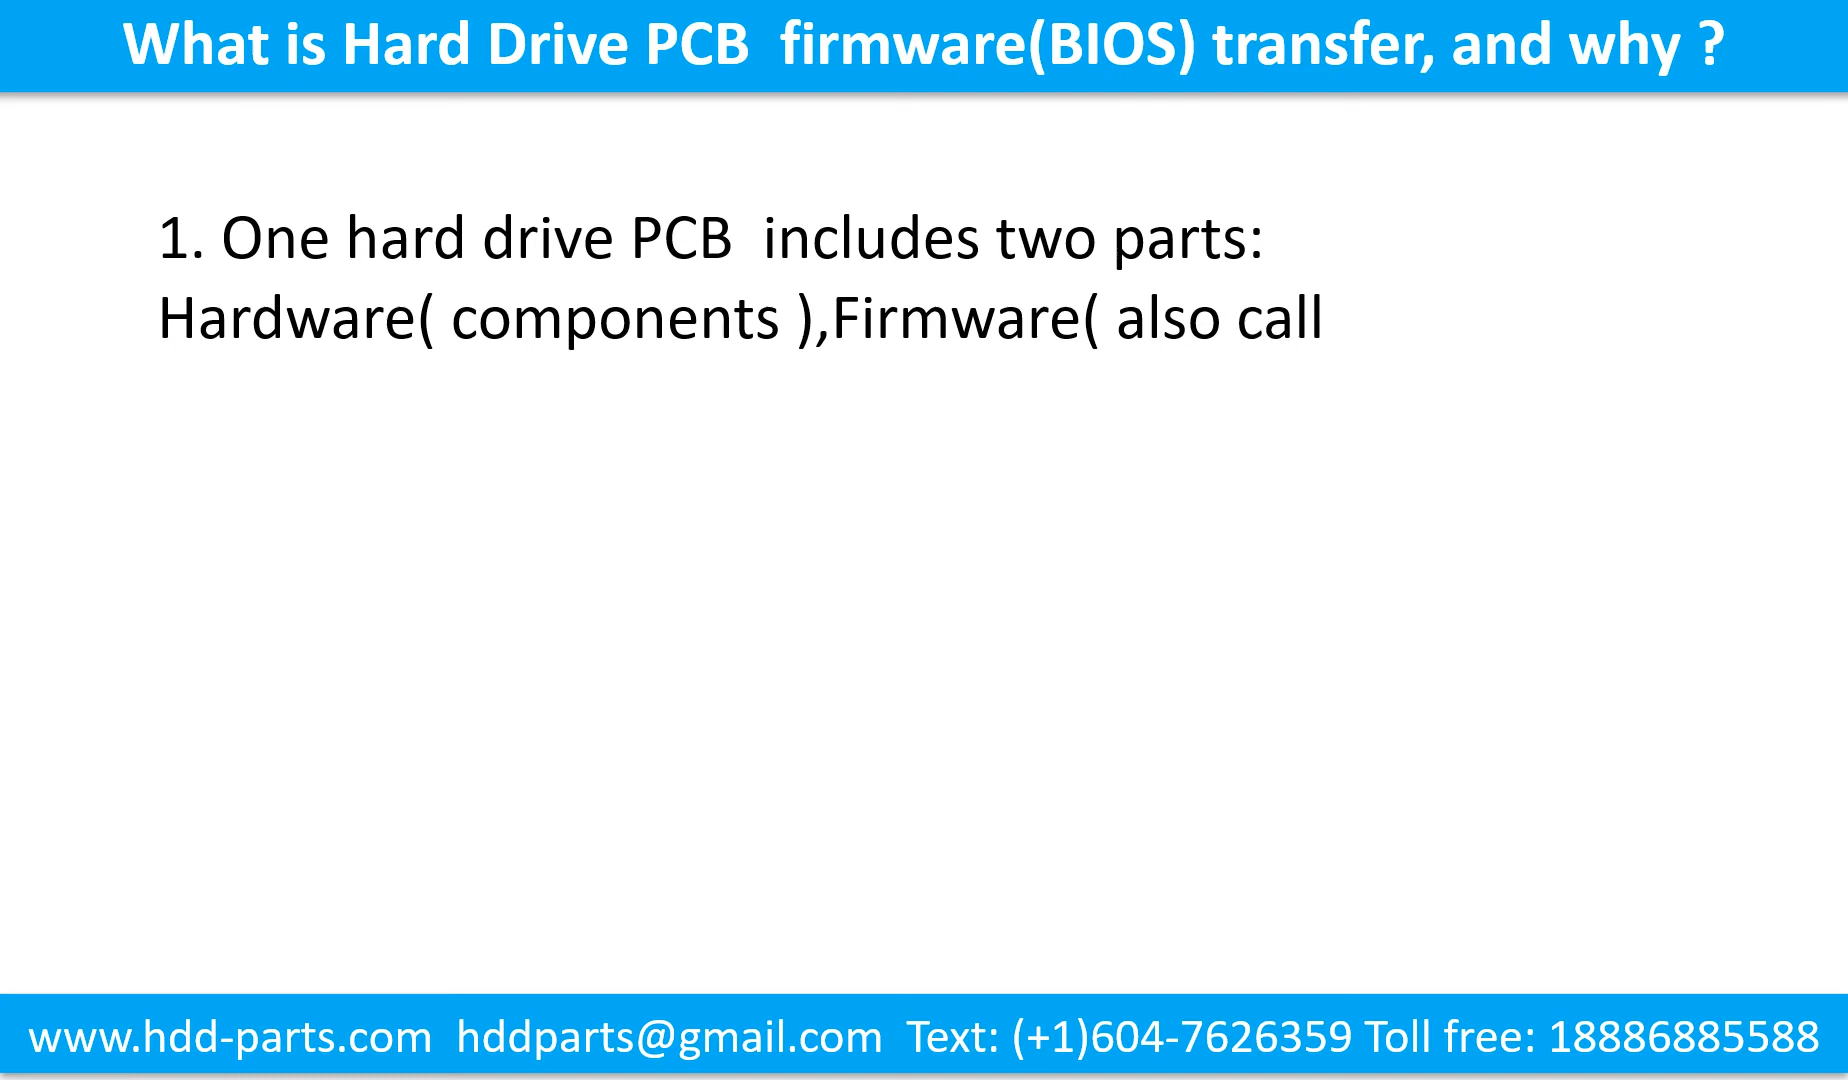 What is Hard Drive PCB  firmware(BIOS) transfer, and why ?
1. One hard drive PCB  includes two parts:
Hardware( components ),Firmware( also call
www.hdd-parts.com  hddparts@gmail.com  Text: (+1)604-7626359 Toll free: 18886885588